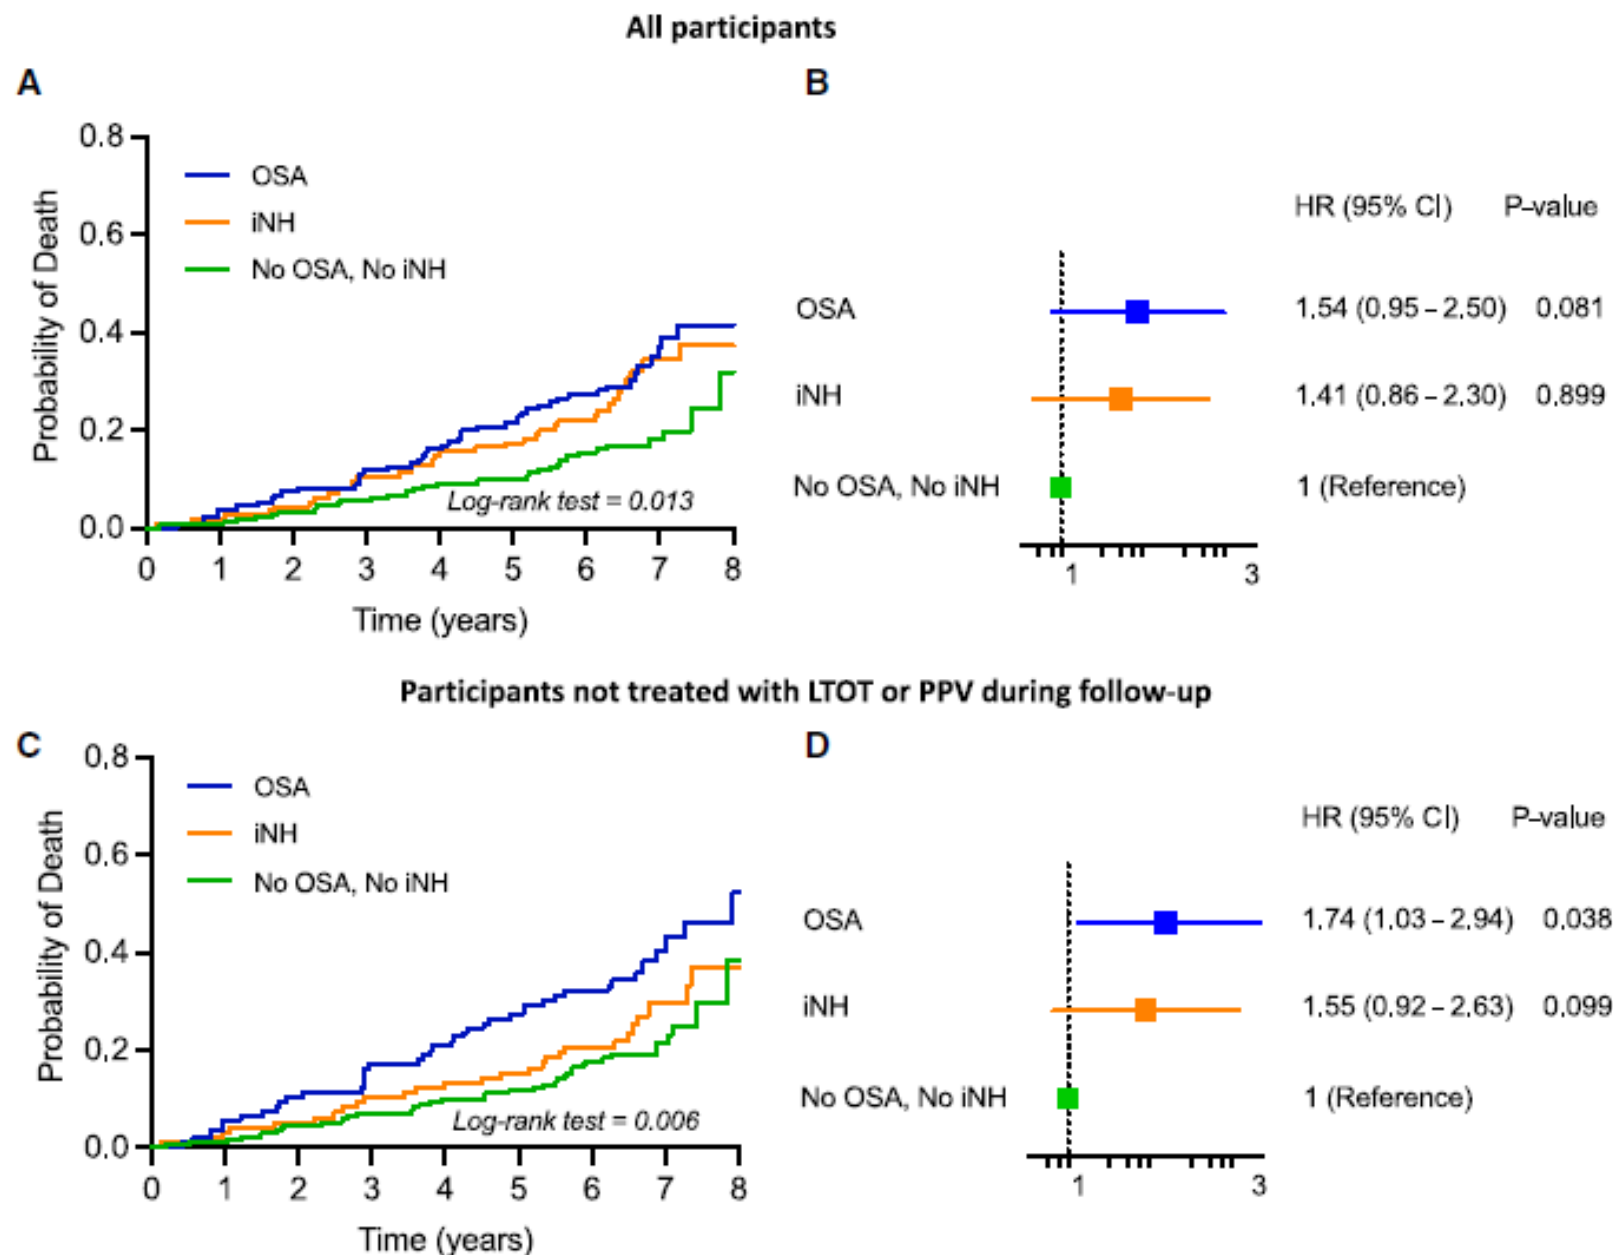 All participants
A
0.8
0.6
0.4
0.2
0.0
Probability of Death
OSA
iNH
No OSA, No iNH
Log-rank test = 0.013
0 1 2 3 4 5 6 7 8
Time (years)
B
HR (95% CI) P-value
OSA 1.54 (0.95 - 2.50) 0.081
iNH 1.41 (0.86 - 2.30) 0.899
No OSA, No iNH 1 (Reference)
1 3
Participants not treated with LTOT or PPV during follow-up
C
0.8
0.6
0.4
0.2
0.0
Probability of Death
OSA
iNH
No OSA, No iNH
Log-rank test = 0.006
0 1 2 3 4 5 6 7 8
Time (years)
D
HR (95% CI) P-value
OSA 1.74 (1.03 - 2.94) 0.038
iNH 1.55 (0.92 - 2.63) 0.099
No OSA, No iNH 1 (Reference)
1 3